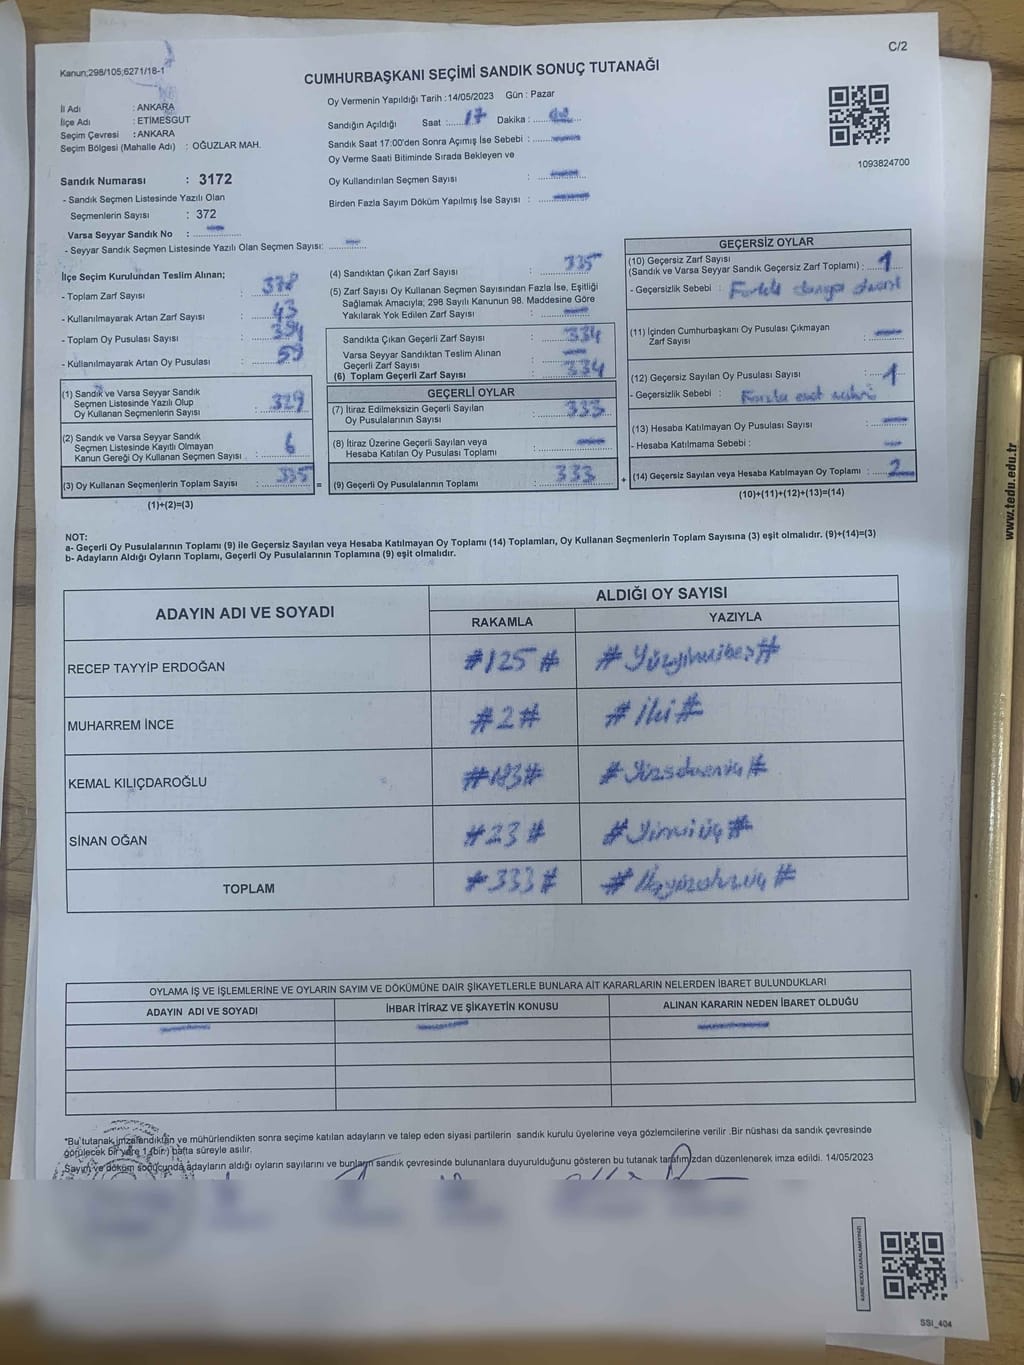 C/2
Kanun;298/105;6271/18-1
CUMHURBAŞKANI SEÇİMİ SANDIK SONUÇ TUTANAĞI
İl Adı : ANKARA
İlçe Adı : ETİMESGUT
Seçim Çevresi : ANKARA
Seçim Bölgesi (Mahalle Adı) : OĞUZLAR MAH.
Oy Vermenin Yapıldığı Tarih :14/05/2023 Gün : Pazar
Sandığın Açıldığı Saat :..... 17 Dakika :.....
Sandık Saat 17:00'den Sonra Açımış İse Sebebi :
Oy Verme Saati Bitiminde Sırada Bekleyen ve
Oy Kullandırılan Seçmen Sayısı :
Birden Fazla Sayım Döküm Yapılmış İse Sayısı :
1093824700
Sandık Numarası : 3172
- Sandık Seçmen Listesinde Yazılı Olan
Seçmenlerin Sayısı : 372
Varsa Seyyar Sandık No :
- Seyyar Sandık Seçmen Listesinde Yazılı Olan Seçmen Sayısı:
İlçe Seçim Kurulundan Teslim Alınan;
- Toplam Zarf Sayısı : 378
- Kullanılmayarak Artan Zarf Sayısı : 43
- Toplam Oy Pusulası Sayısı : 394
- Kullanılmayarak Artan Oy Pusulası : 59
(1) Sandık ve Varsa Seyyar Sandık
Seçmen Listesinde Yazılı Olup
Oy Kullanan Seçmenlerin Sayısı : 329
(2) Sandık ve Varsa Seyyar Sandık
Seçmen Listesinde Kayıtlı Olmayan
Kanun Gereği Oy Kullanan Seçmen Sayısı : 6
(3) Oy Kullanan Seçmenlerin Toplam Sayısı : 335 =
(1)+(2)=(3)
(4) Sandıktan Çıkan Zarf Sayısı : 335
(5) Zarf Sayısı Oy Kullanan Seçmen Sayısından Fazla İse, Eşitliği
Sağlamak Amacıyla; 298 Sayılı Kanunun 98. Maddesine Göre
Yakılarak Yok Edilen Zarf Sayısı :
Sandıkta Çıkan Geçerli Zarf Sayısı : 334
Varsa Seyyar Sandıktan Teslim Alınan
Geçerli Zarf Sayısı :
(6) Toplam Geçerli Zarf Sayısı : 334
GEÇERLİ OYLAR
(7) İtiraz Edilmeksizin Geçerli Sayılan
Oy Pusulalarının Sayısı : 333
(8) İtiraz Üzerine Geçerli Sayılan veya
Hesaba Katılan Oy Pusulası Toplamı :
(9) Geçerli Oy Pusulalarının Toplamı : 333 +
GEÇERSİZ OYLAR
(10) Geçersiz Zarf Sayısı
(Sandık ve Varsa Seyyar Sandık Geçersiz Zarf Toplamı) : 1
- Geçersizlik Sebebi : Farklı damga
(11) İçinden Cumhurbaşkanı Oy Pusulası Çıkmayan
Zarf Sayısı :
(12) Geçersiz Sayılan Oy Pusulası Sayısı : 1
- Geçersizlik Sebebi : Fazla evet
(13) Hesaba Katılmayan Oy Pusulası Sayısı :
- Hesaba Katılmama Sebebi :
(14) Geçersiz Sayılan veya Hesaba Katılmayan Oy Toplamı : 2
(10)+(11)+(12)+(13)=(14)
NOT:
a- Geçerli Oy Pusulalarının Toplamı (9) ile Geçersiz Sayılan veya Hesaba Katılmayan Oy Toplamı (14) Toplamları, Oy Kullanan Seçmenlerin Toplam Sayısına (3) eşit olmalıdır. (9)+(14)=(3)
b- Adayların Aldığı Oyların Toplamı, Geçerli Oy Pusulalarının Toplamına (9) eşit olmalıdır.
ADAYIN ADI VE SOYADI ALDIĞI OY SAYISI
RAKAMLA YAZIYLA
RECEP TAYYİP ERDOĞAN #125# #Yüzyirmibeş#
MUHARREM İNCE #2# #İki#
KEMAL KILIÇDAROĞLU #183# #Yüzseksenüç#
SİNAN OĞAN #23# #Yirmiüç#
TOPLAM #333# #Üçyüzotuzüç#
OYLAMA İŞ VE İŞLEMLERİNE VE OYLARIN SAYIM VE DÖKÜMÜNE DAİR ŞİKAYETLERLE BUNLARA AİT KARARLARIN NELERDEN İBARET BULUNDUKLARI
ADAYIN ADI VE SOYADI İHBAR İTİRAZ VE ŞİKAYETİN KONUSU ALINAN KARARIN NEDEN İBARET OLDUĞU
*Bu tutanak imzalandıktan ve mühürlendikten sonra seçime katılan adayların ve talep eden siyasi partilerin sandık kurulu üyelerine veya gözlemcilerine verilir .Bir nüshası da sandık çevresinde
görülecek bir yere 1 (bir) hafta süreyle asılır.
Sayım ve döküm sonucunda adayların aldığı oyların sayılarını ve bunların sandık çevresinde bulunanlara duyurulduğunu gösteren bu tutanak tarafımızdan düzenlenerek imza edildi. 14/05/2023
KARE KODU KARALAMAYINIZ!
SSI_404
www.tedu.edu.tr